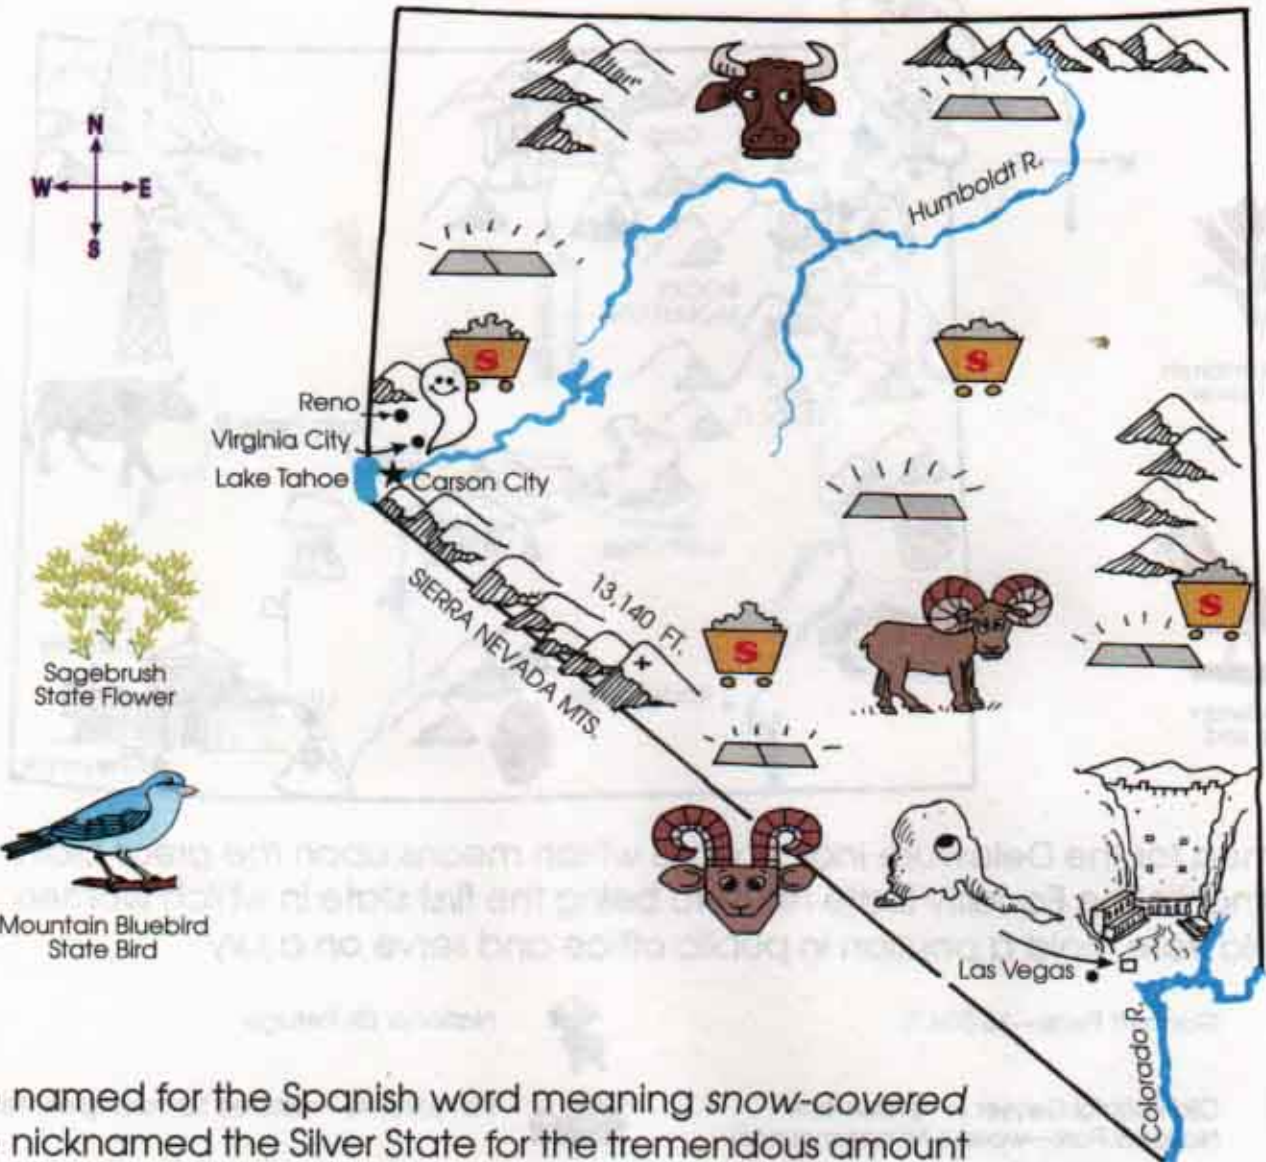 N
W E
S
Humboldt R.
S
S
Reno
Virginia City
Lake Tahoe
Carson City
13,140 FT.
SIERRA NEVADA MTS.
S
S
Sagebrush
State Flower
Mountain Bluebird
State Bird
Las Vegas
Colorado R.
named for the Spanish word meaning snow-covered
nicknamed the Silver State for the tremendous amount